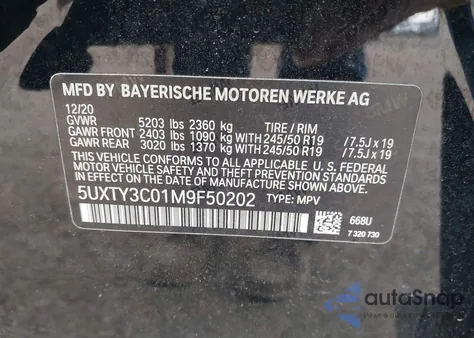 MFD BY BAYERISCHE MOTOREN WERKE AG
12/20
GVWR 5203 lbs 2360 kg TIRE / RIM
GAWR FRONT 2403 lbs 1090 kg WITH 245/50 R19 / 7.5J x 19
GAWR REAR 3020 lbs 1370 kg WITH 245/50 R19 / 7.5J x 19
THIS VEHICLE CONFORMS TO ALL APPLICABLE U.S. FEDERAL
MOTOR VEHICLE SAFETY, BUMPER, AND THEFT PREVENTION
STANDARDS IN EFFECT ON THE DATE OF MANUFACTURE SHOWN ABOVE.
5UXTY3C01M9F50202 TYPE: MPV
668U
7 320 730
autoSnap